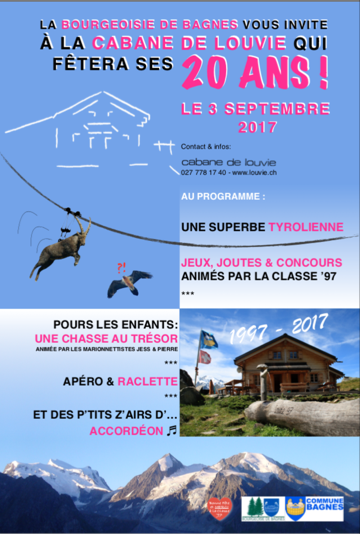 LA BOURGEOISIE DE BAGNES VOUS INVITE
À LA CABANE DE LOUVIE QUI
FÊTERA SES 20 ANS !
LE 3 SEPTEMBRE
2017
Contact & infos:
cabane de louvie
027 778 17 40 - www.louvie.ch
AU PROGRAMME :
UNE SUPERBE TYROLIENNE
?!
JEUX, JOUTES & CONCOURS
ANIMÉS PAR LA CLASSE '97
***
POURS LES ENFANTS:
UNE CHASSE AU TRÉSOR
ANIMÉE PAR LES MARIONNETTISTES JESS & PIERRE
***
APÉRO & RACLETTE
***
ET DES P'TITS Z'AIRS D'...
ACCORDÉON
1997 - 2017
COMMUNE
BAGNES